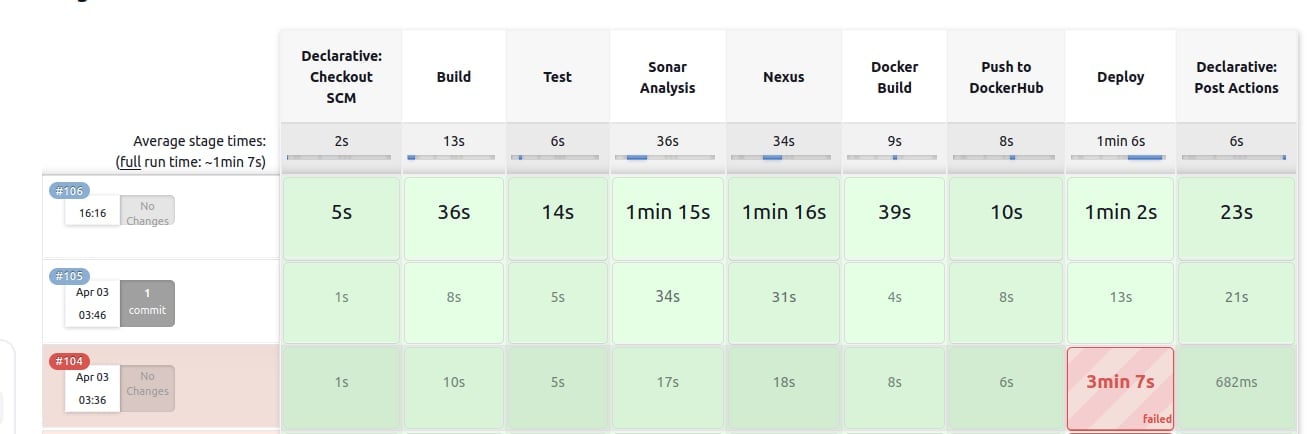 Declarative: Checkout SCM
Build
Test
Sonar Analysis
Nexus
Docker Build
Push to DockerHub
Deploy
Declarative: Post Actions
Average stage times:
(full run time: ~1min 7s)
2s
13s
6s
36s
34s
9s
8s
1min 6s
6s
#106
16:16
No Changes
5s
36s
14s
1min 15s
1min 16s
39s
10s
1min 2s
23s
#105
Apr 03
03:46
1 commit
1s
8s
5s
34s
31s
4s
8s
13s
21s
#104
Apr 03
03:36
No Changes
1s
10s
5s
17s
18s
8s
6s
3min 7s
failed
682ms